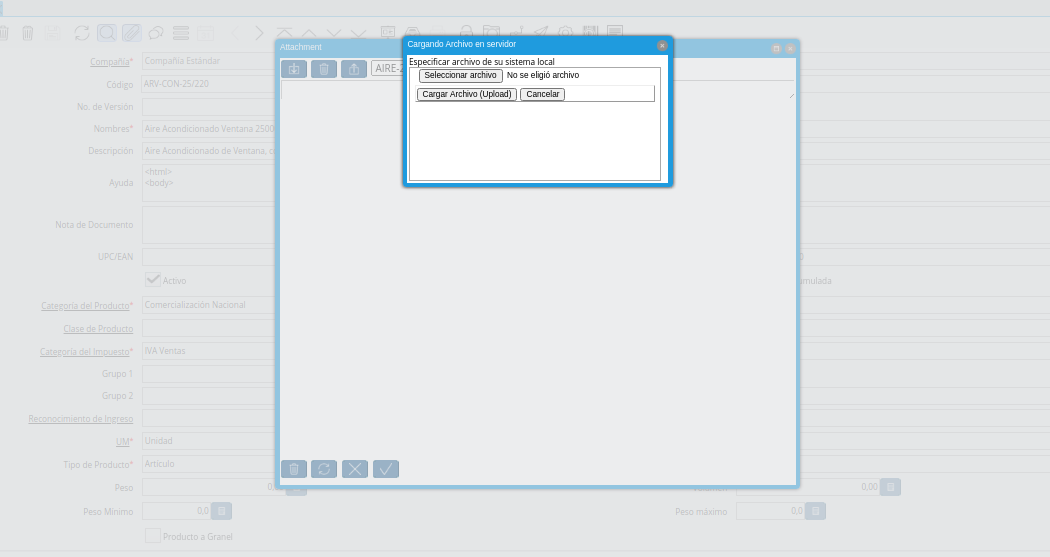 Cargando Archivo en servidor
Especificar archivo de su sistema local
Seleccionar archivo No se eligió archivo
Cargar Archivo (Upload) Cancelar
Attachment
AIRE-2
Compañía* Compañía Estándar
Código ARV-CON-25/220
No. de Versión
Nombres* Aire Acondicionado Ventana 2500
Descripción Aire Acondicionado de Ventana, c
Ayuda <html>
<body>
Nota de Documento
UPC/EAN
Activo
Categoría del Producto* Comercialización Nacional
Clase de Producto
Categoría del Impuesto* IVA Ventas
Grupo 1
Grupo 2
Reconocimiento de Ingreso
UM* Unidad
Tipo de Producto* Artículo
Peso 0,00
Peso Mínimo 0,0 Peso máximo 0,0
Producto a Granel